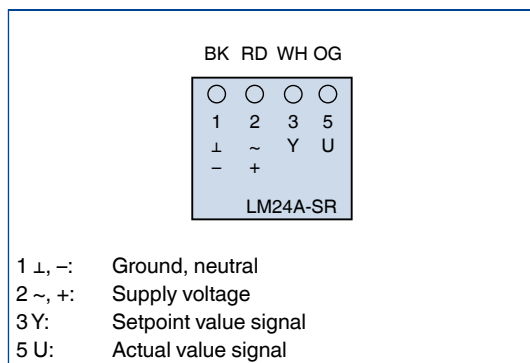 BK RD WH OG
1 2 3 5
⊥ ~ Y U
– +
LM24A-SR
1 ⊥, –: Ground, neutral
2 ~, +: Supply voltage
3 Y: Setpoint value signal
5 U: Actual value signal